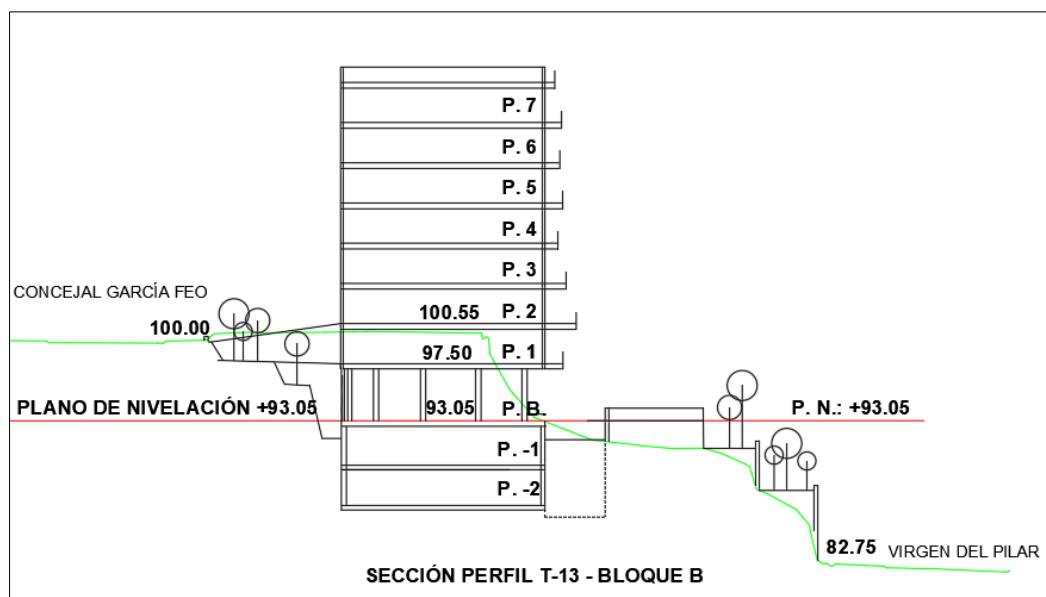 P. 7
P. 6
P. 5
P. 4
P. 3
CONCEJAL GARCÍA FEO
100.00
100.55 P. 2
97.50 P. 1
PLANO DE NIVELACIÓN +93.05 93.05 P. B. P. N.: +93.05
P. -1
P. -2
82.75 VIRGEN DEL PILAR
SECCIÓN PERFIL T-13 - BLOQUE B